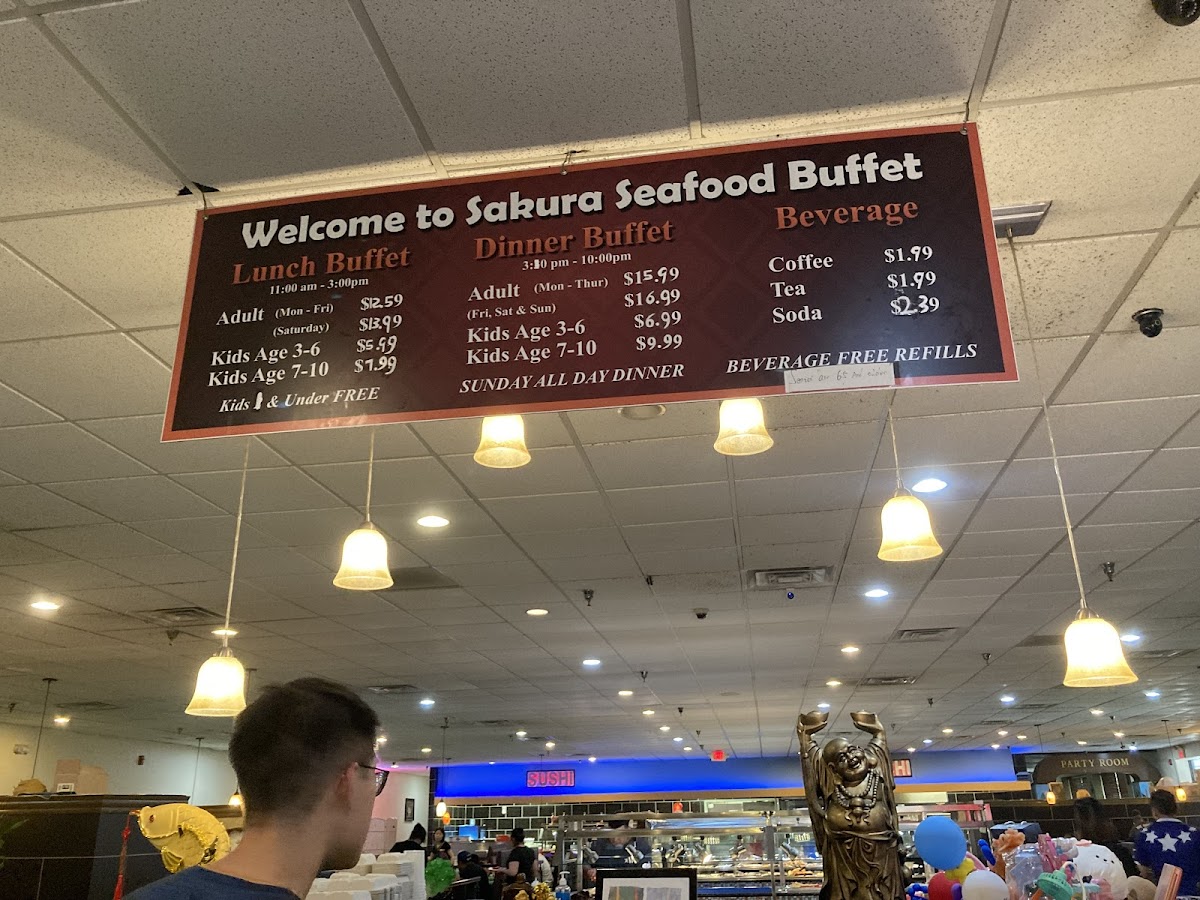 Welcome to Sakura Seafood Buffet
Lunch Buffet
11:00 am - 3:00pm
Adult (Mon - Fri) $12.59
(Saturday) $13.99
Kids Age 3-6 $5.59
Kids Age 7-10 $7.99
Kids & Under FREE
Dinner Buffet
3:30 pm - 10:00pm
Adult (Mon - Thur) $15.99
(Fri, Sat & Sun) $16.99
Kids Age 3-6 $6.99
Kids Age 7-10 $9.99
SUNDAY ALL DAY DINNER
Beverage
Coffee $1.99
Tea $1.99
Soda $2.39
BEVERAGE FREE REFILLS
SUSHI
HI
PARTY ROOM